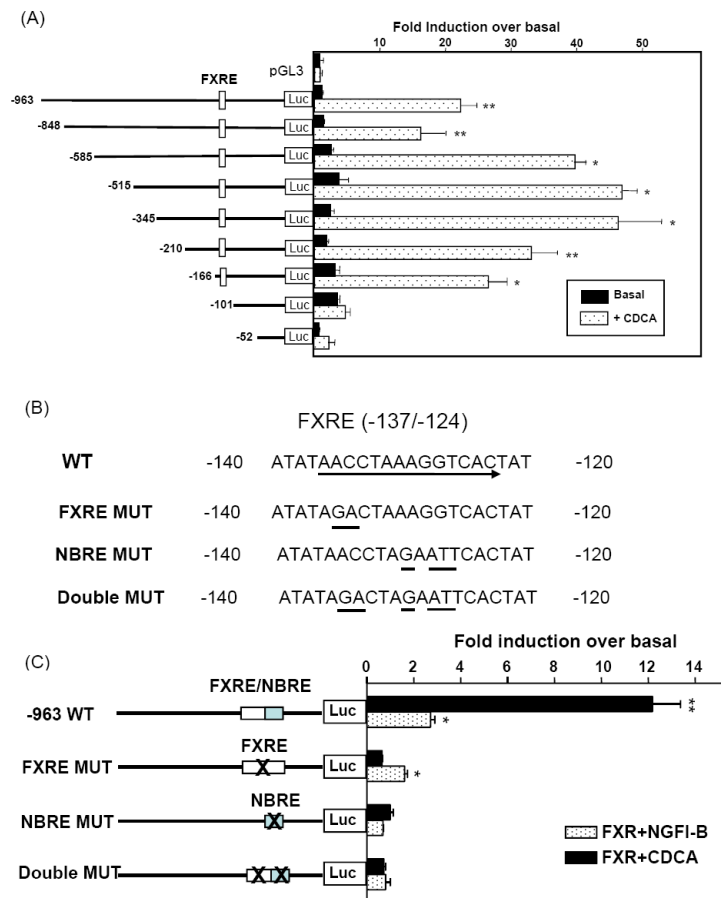 (A)
Fold Induction over basal
10 20 30 40 50
pGL3
FXRE
-963 Luc **
-848 Luc **
-585 Luc *
-515 Luc *
-345 Luc *
-210 Luc **
-166 Luc *
-101 Luc
-52 Luc
Basal
+ CDCA
(B)
FXRE (-137/-124)
WT -140 ATATAACCTAAAGGTCACTAT -120
FXRE MUT -140 ATATAGACTAAAGGTCACTAT -120
NBRE MUT -140 ATATAACCTAGAATTCACTAT -120
Double MUT -140 ATATAGACTAGAATTCACTAT -120
(C)
Fold induction over basal
0 2 4 6 8 10 12 14
FXRE/NBRE
-963 WT Luc ** *
FXRE
FXRE MUT X Luc *
NBRE
NBRE MUT X Luc
Double MUT X X Luc
FXR+NGFI-B
FXR+CDCA